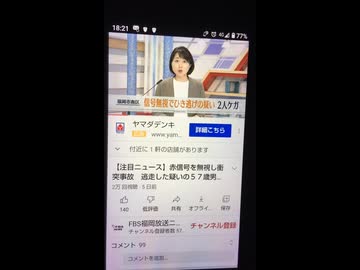 18:21
4G 77%
福岡市南区 信号無視でひき逃げの疑い 2人ケガ
ヤマダデンキ
www.yam...
詳細こちら
付近に 1 軒の店舗があります
【注目ニュース】赤信号を無視し衝
突事故 逃走した疑いの５７歳男...
2万 回視聴・5 日前
140 低評価 共有 オフライ... 保存
FBS福岡放送ニ...
チャンネル登録者数 57...
チャンネル登録
コメント 99
コメントを追加...